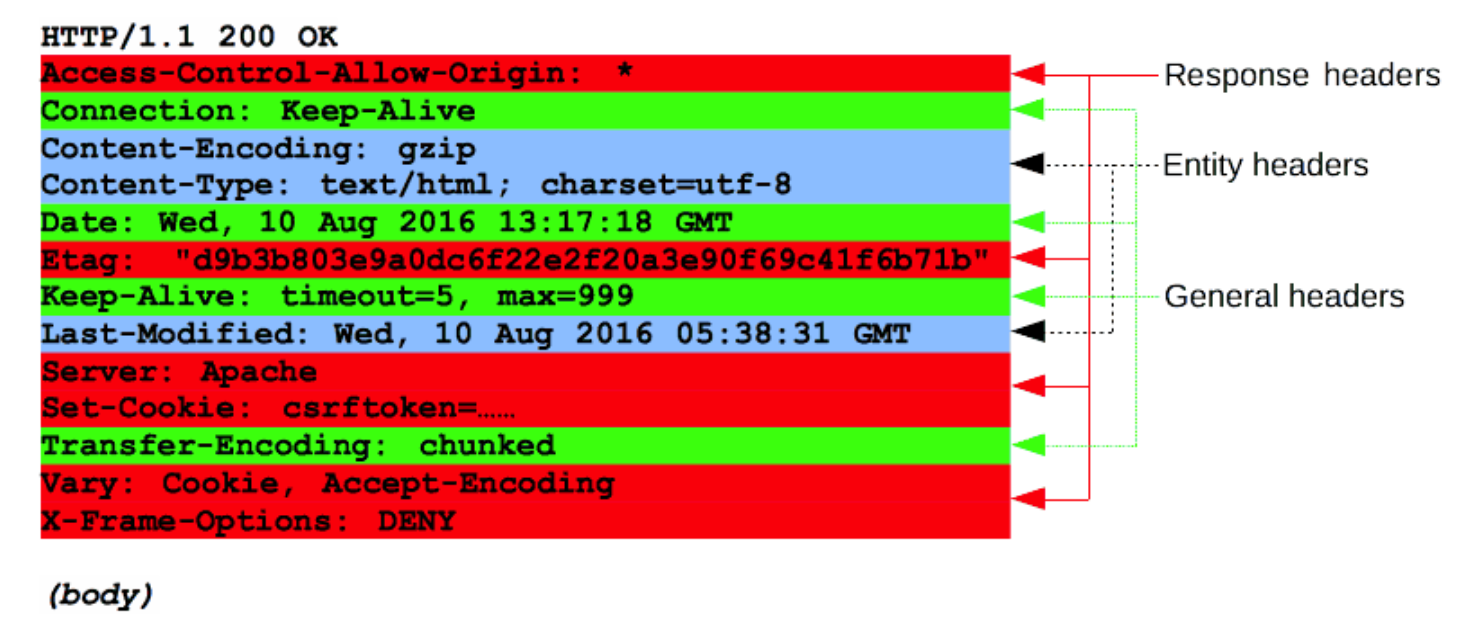 HTTP/1.1 200 OK
Access-Control-Allow-Origin: *
Response headers
Connection: Keep-Alive
Content-Encoding: gzip
Entity headers
Content-Type: text/html; charset=utf-8
Date: Wed, 10 Aug 2016 13:17:18 GMT
Etag: "d9b3b803e9a0dc6f22e2f20a3e90f69c41f6b71b"
Keep-Alive: timeout=5, max=999
General headers
Last-Modified: Wed, 10 Aug 2016 05:38:31 GMT
Server: Apache
Set-Cookie: csrftoken=……
Transfer-Encoding: chunked
Vary: Cookie, Accept-Encoding
X-Frame-Options: DENY
(body)